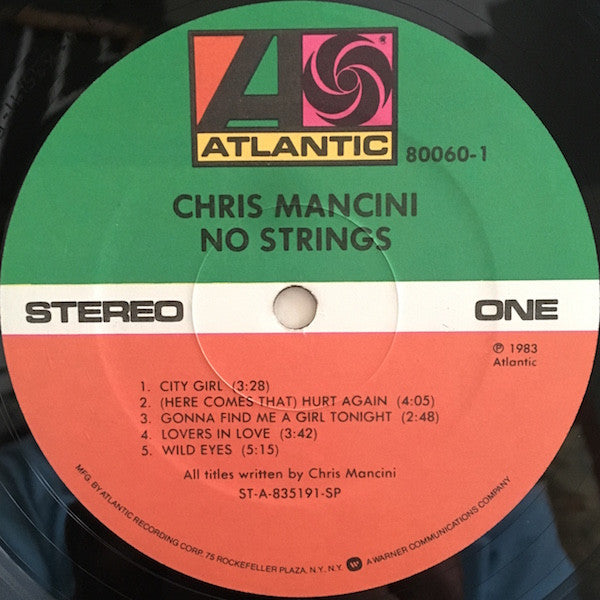 ATLANTIC
80060-1
CHRIS MANCINI
NO STRINGS
STEREO
ONE
℗ 1983
Atlantic
1. CITY GIRL (3:28)
2. (HERE COMES THAT) HURT AGAIN (4:05)
3. GONNA FIND ME A GIRL TONIGHT (2:48)
4. LOVERS IN LOVE (3:42)
5. WILD EYES (5:15)
All titles written by Chris Mancini
ST-A-835191-SP
MFG. BY ATLANTIC RECORDING CORP. 75 ROCKEFELLER PLAZA, N.Y., N.Y. A WARNER COMMUNICATIONS COMPANY